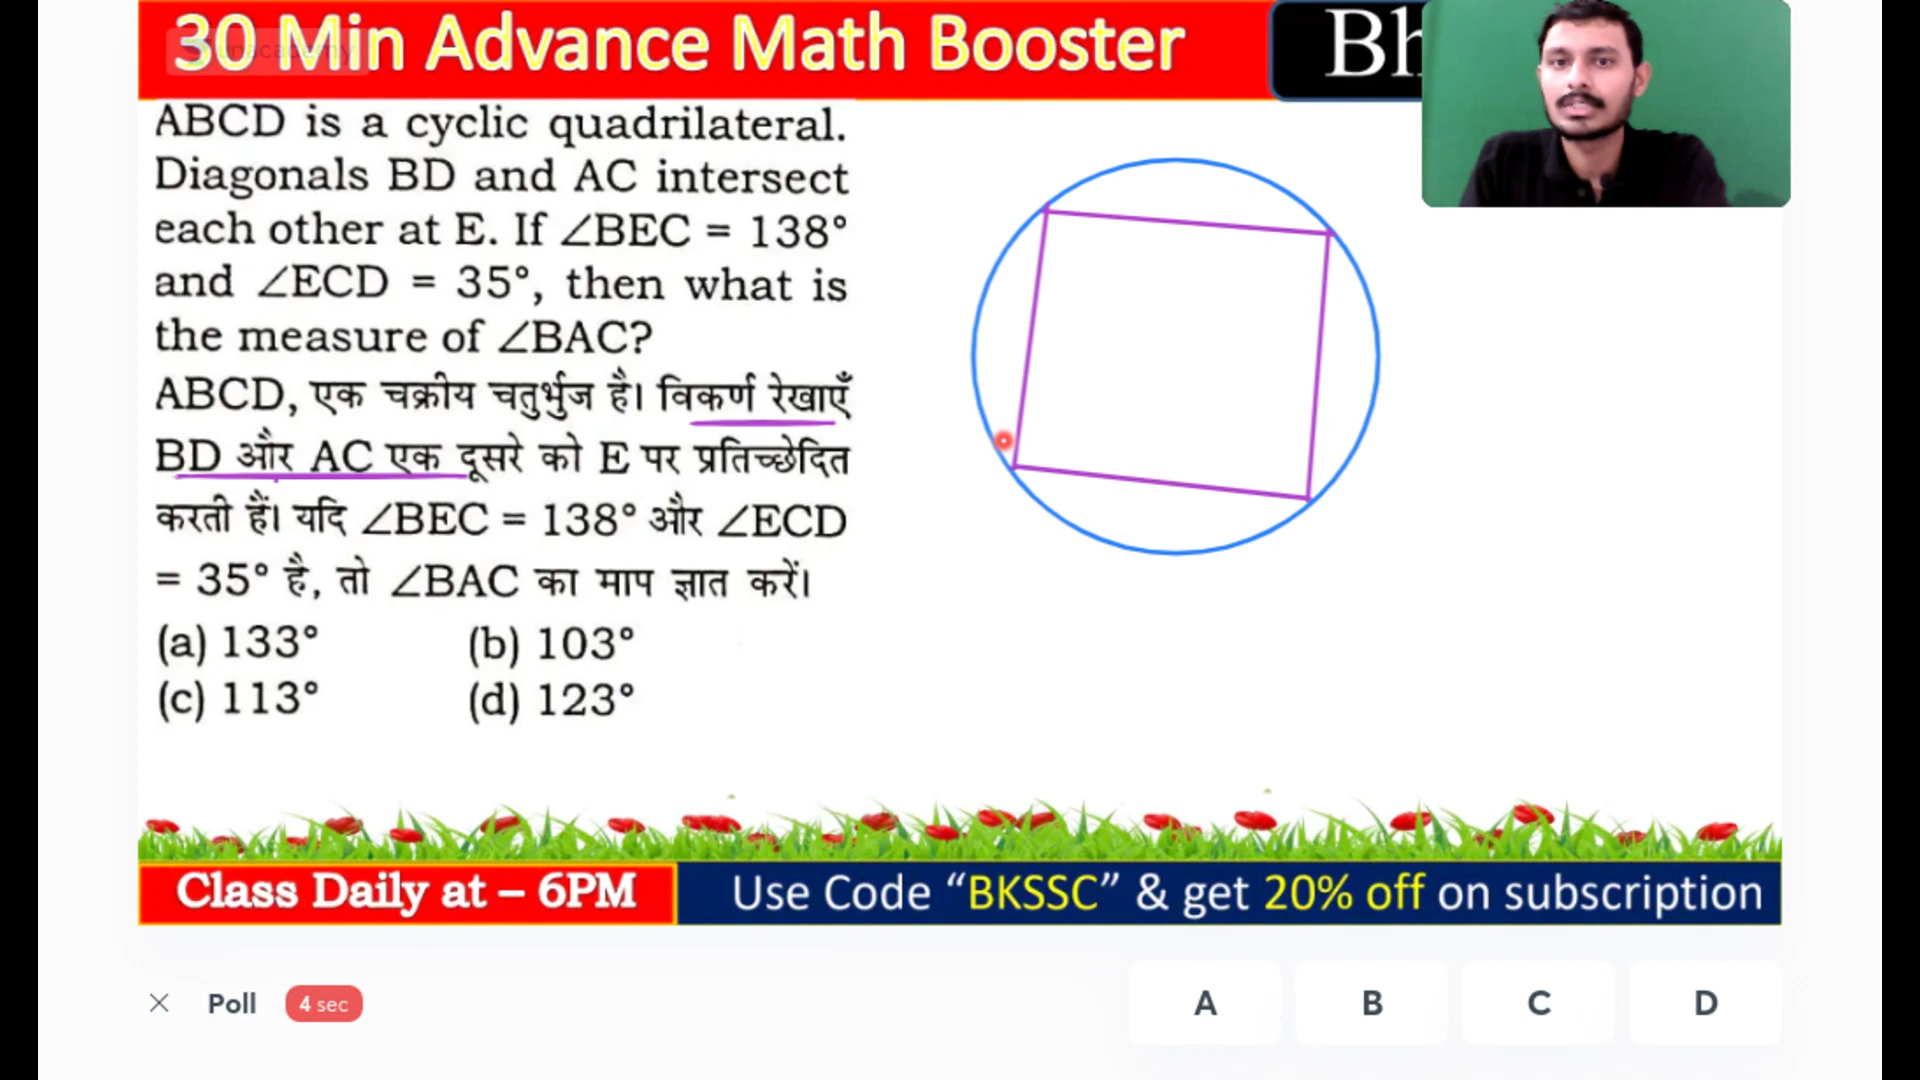 30 Min Advance Math Booster
Bh
unacademy
ABCD is a cyclic quadrilateral.
Diagonals BD and AC intersect
each other at E. If ∠BEC = 138°
and ∠ECD = 35°, then what is
the measure of ∠BAC?
ABCD, एक चक्रीय चतुर्भुज है। विकर्ण रेखाएँ
BD और AC एक दूसरे को E पर प्रतिच्छेदित
करती हैं। यदि ∠BEC = 138° और ∠ECD
= 35° है, तो ∠BAC का माप ज्ञात करें।
(a) 133° (b) 103°
(c) 113° (d) 123°
Class Daily at – 6PM
Use Code “BKSSC” & get 20% off on subscription
Poll 4 sec A B C D